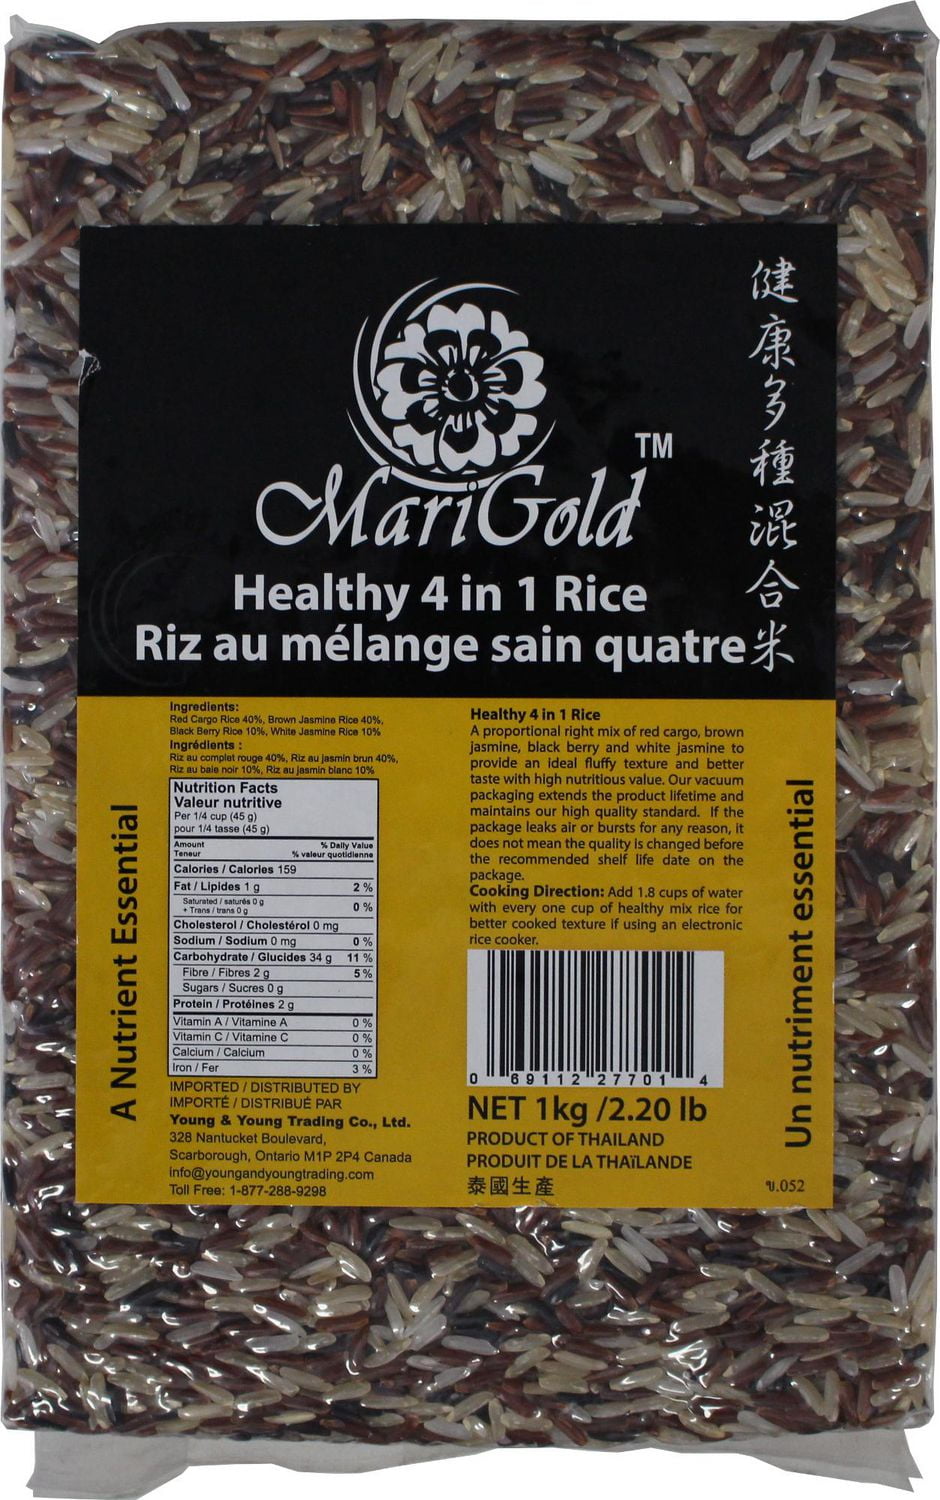 健康多種混合米
TM
MariGold
Healthy 4 in 1 Rice
Riz au mélange sain quatre
A Nutrient Essential
Ingredients:
Red Cargo Rice 40%, Brown Jasmine Rice 40%,
Black Berry Rice 10%, White Jasmine Rice 10%
Ingrédients :
Riz au complet rouge 40%, Riz au jasmin brun 40%,
Riz au baie noir 10%, Riz au jasmin blanc 10%
Nutrition Facts
Valeur nutritive
Per 1/4 cup (45 g)
pour 1/4 tasse (45 g)
Amount % Daily Value
Teneur % valeur quotidienne
Calories / Calories 159
Fat / Lipides 1 g 2 %
Saturated / saturés 0 g
+ Trans / trans 0 g 0 %
Cholesterol / Cholestérol 0 mg
Sodium / Sodium 0 mg 0 %
Carbohydrate / Glucides 34 g 11 %
Fibre / Fibres 2 g 5 %
Sugars / Sucres 0 g
Protein / Protéines 2 g
Vitamin A / Vitamine A 0 %
Vitamin C / Vitamine C 0 %
Calcium / Calcium 0 %
Iron / Fer 3 %
IMPORTED / DISTRIBUTED BY
IMPORTÉ / DISTRIBUÉ PAR
Young & Young Trading Co., Ltd.
328 Nantucket Boulevard,
Scarborough, Ontario M1P 2P4 Canada
info@youngandyoungtrading.com
Toll Free: 1-877-288-9298
Healthy 4 in 1 Rice
A proportional right mix of red cargo, brown
jasmine, black berry and white jasmine to
provide an ideal fluffy texture and better
taste with high nutritious value. Our vacuum
packaging extends the product lifetime and
maintains our high quality standard. If the
package leaks air or bursts for any reason, it
does not mean the quality is changed before
the recommended shelf life date on the
package.
Cooking Direction: Add 1.8 cups of water
with every one cup of healthy mix rice for
better cooked texture if using an electronic
rice cooker.
0 69112 27701 4
NET 1kg /2.20 lb
PRODUCT OF THAILAND
PRODUIT DE LA THAïLANDE
泰國生產
ข.052
Un nutriment essential